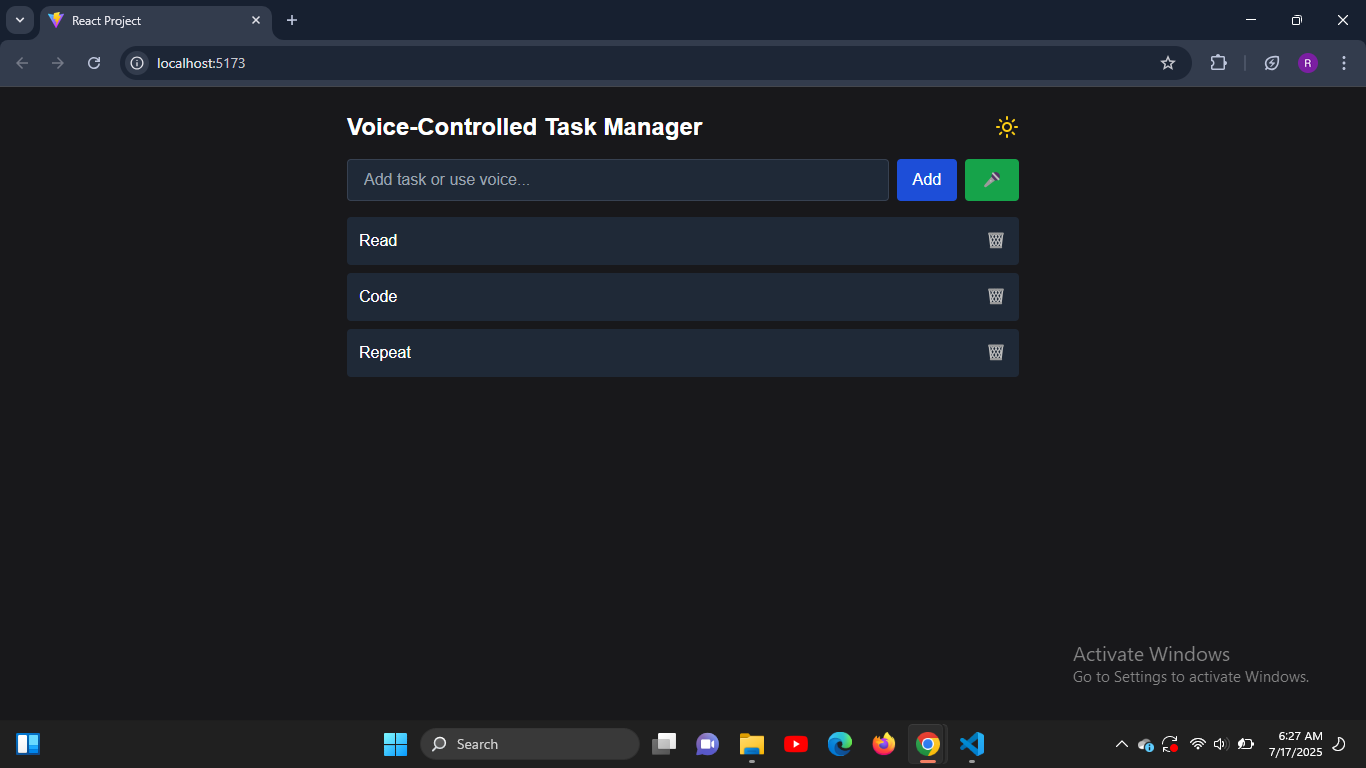 React Project
localhost:5173
R
Voice-Controlled Task Manager
Add task or use voice...
Add
Read
Code
Repeat
Activate Windows
Go to Settings to activate Windows.
Search
6:27 AM
7/17/2025